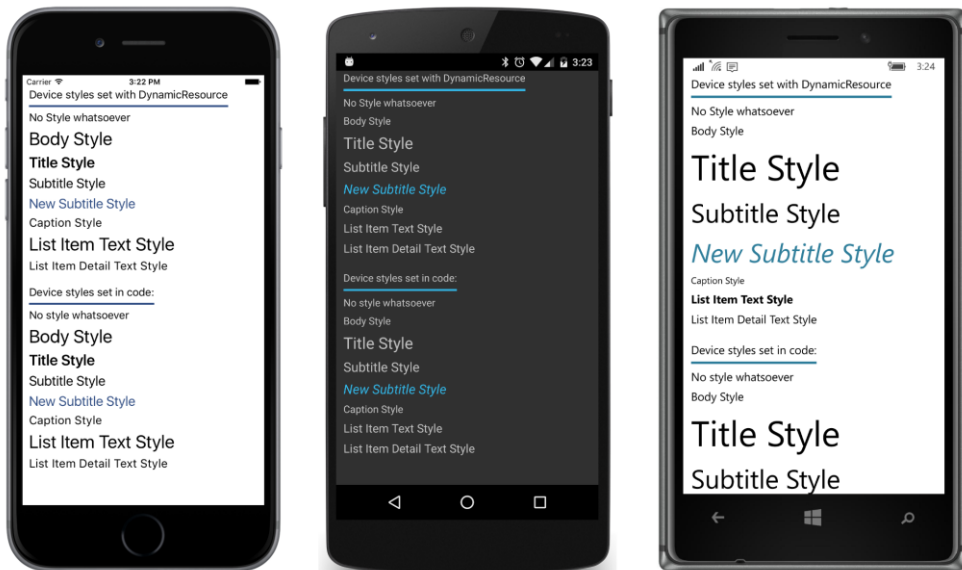 Carrier 3:22 PM
Device styles set with DynamicResource
No Style whatsoever
Body Style
Title Style
Subtitle Style
New Subtitle Style
Caption Style
List Item Text Style
List Item Detail Text Style
Device styles set in code:
No style whatsoever
Body Style
Title Style
Subtitle Style
New Subtitle Style
Caption Style
List Item Text Style
List Item Detail Text Style
3:23
Device styles set with DynamicResource
No Style whatsoever
Body Style
Title Style
Subtitle Style
New Subtitle Style
Caption Style
List Item Text Style
List Item Detail Text Style
Device styles set in code:
No style whatsoever
Body Style
Title Style
Subtitle Style
New Subtitle Style
Caption Style
List Item Text Style
List Item Detail Text Style
3:24
Device styles set with DynamicResource
No Style whatsoever
Body Style
Title Style
Subtitle Style
New Subtitle Style
Caption Style
List Item Text Style
List Item Detail Text Style
Device styles set in code:
No style whatsoever
Body Style
Title Style
Subtitle Style